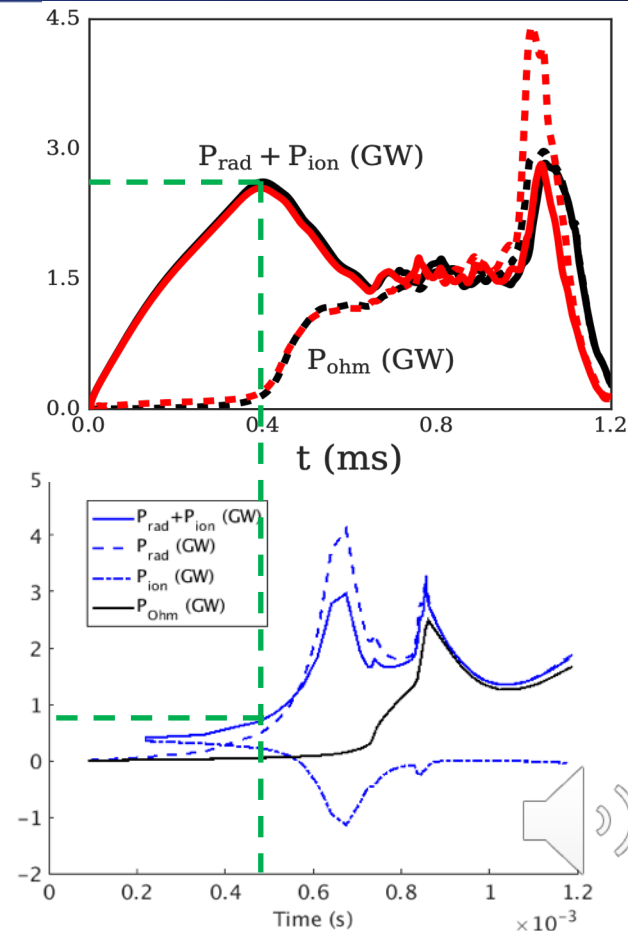 4.5
3.0
1.5
0.0
P_rad + P_ion (GW)
P_ohm (GW)
0.0 0.4 0.8 1.2
t (ms)
5
4
3
2
1
0
-1
-2
P_rad+P_ion (GW)
P_rad (GW)
P_ion (GW)
P_Ohm (GW)
0 0.2 0.4 0.6 0.8 1 1.2
Time (s)
×10^-3